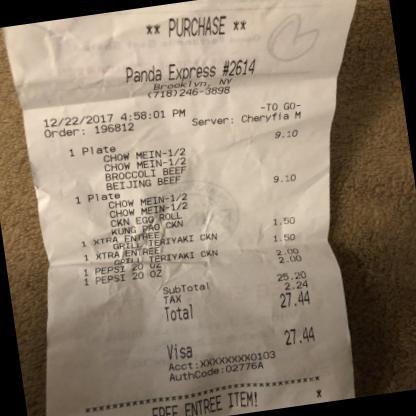 ** PURCHASE **
Panda Express #2614
Brooklyn, NY
(718)246-3898
12/22/2017 4:58:01 PM -TO GO-
Order: 196812 Server: Cheryfia M
1 Plate 9.10
CHOW MEIN-1/2
CHOW MEIN-1/2
BROCCOLI BEEF
BEIJING BEEF
1 Plate 9.10
CHOW MEIN-1/2
CHOW MEIN-1/2
CKN EGG ROLL
KUNG PAO CKN
1 XTRA ENTREE 1.50
GRILL TERIYAKI CKN
1 XTRA ENTREE 1.50
GRILL TERIYAKI CKN
1 PEPSI 20 OZ 2.00
1 PEPSI 20 OZ 2.00
SubTotal 25.20
TAX 2.24
Total 27.44
Visa 27.44
Acct:XXXXXXXX0103
AuthCode:02776A
FREE ENTREE ITEM!